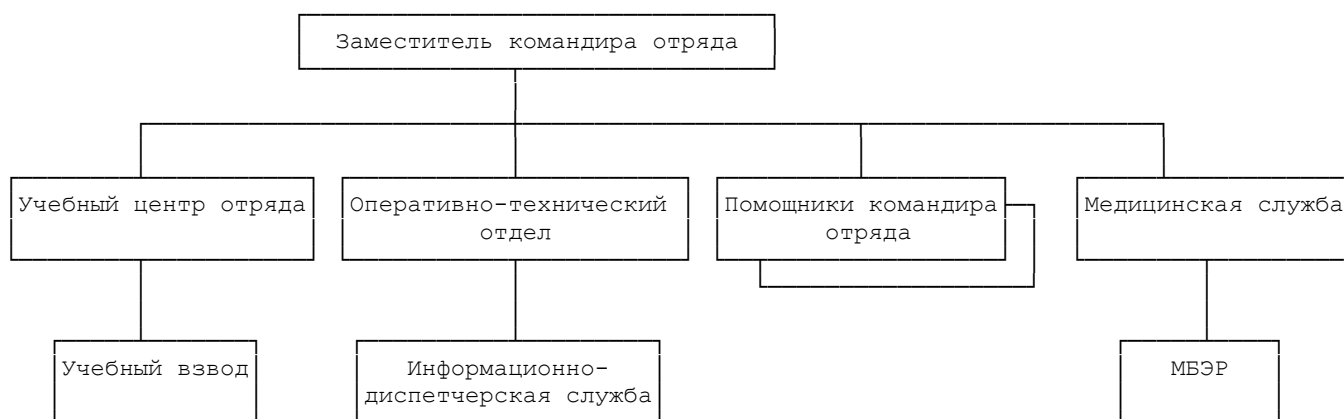 Заместитель командира отряда
Учебный центр отряда
Оперативно-технический
отдел
Помощники командира
отряда
Медицинская служба
Учебный взвод
Информационно-
диспетчерская служба
МБЭР